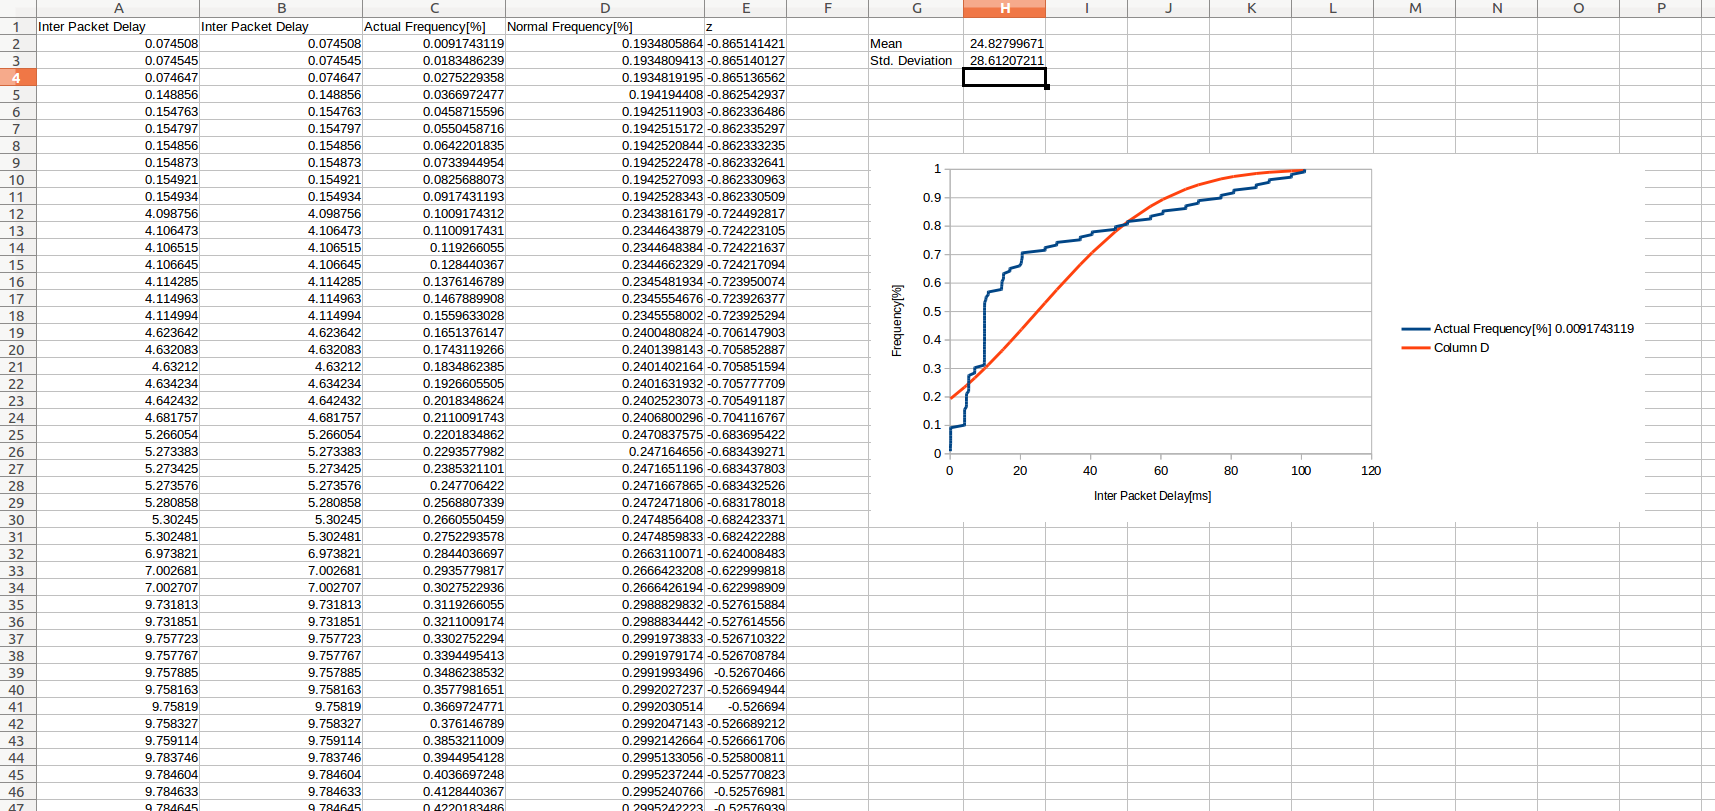 A B C D E F G H I J K L M N O P
1 Inter Packet Delay Inter Packet Delay Actual Frequency[%] Normal Frequency[%] z
2 0.074508 0.074508 0.0091743119 0.1934805864 -0.865141421 Mean 24.82799671
3 0.074545 0.074545 0.0183486239 0.1934809413 -0.865140127 Std. Deviation 28.61207211
4 0.074647 0.074647 0.0275229358 0.1934819195 -0.865136562
5 0.148856 0.148856 0.0366972477 0.194194408 -0.862542937
6 0.154763 0.154763 0.0458715596 0.1942511903 -0.862336486
7 0.154797 0.154797 0.0550458716 0.1942515172 -0.862335297
8 0.154856 0.154856 0.0642201835 0.1942520844 -0.862333235
9 0.154873 0.154873 0.0733944954 0.1942522478 -0.862332641
10 0.154921 0.154921 0.0825688073 0.1942527093 -0.862330963
11 0.154934 0.154934 0.0917431193 0.1942528343 -0.862330509
12 4.098756 4.098756 0.1009174312 0.2343816179 -0.724492817
13 4.106473 4.106473 0.1100917431 0.2344643879 -0.724223105
14 4.106515 4.106515 0.119266055 0.2344648384 -0.724221637
15 4.106645 4.106645 0.128440367 0.2344662329 -0.724217094
16 4.114285 4.114285 0.1376146789 0.2345481934 -0.723950074
17 4.114963 4.114963 0.1467889908 0.2345554676 -0.723926377
18 4.114994 4.114994 0.1559633028 0.2345558002 -0.723925294
19 4.623642 4.623642 0.1651376147 0.2400480824 -0.706147903
20 4.632083 4.632083 0.1743119266 0.2401398143 -0.705852887
21 4.63212 4.63212 0.1834862385 0.2401402164 -0.705851594
22 4.634234 4.634234 0.1926605505 0.2401631932 -0.705777709
23 4.642432 4.642432 0.2018348624 0.2402523073 -0.705491187
24 4.681757 4.681757 0.2110091743 0.2406800296 -0.704116767
25 5.266054 5.266054 0.2201834862 0.2470837575 -0.683695422
26 5.273383 5.273383 0.2293577982 0.247164656 -0.683439271
27 5.273425 5.273425 0.2385321101 0.2471651196 -0.683437803
28 5.273576 5.273576 0.247706422 0.2471667865 -0.683432526
29 5.280858 5.280858 0.2568807339 0.2472471806 -0.683178018
30 5.30245 5.30245 0.2660550459 0.2474856408 -0.682423371
31 5.302481 5.302481 0.2752293578 0.2474859833 -0.682422288
32 6.973821 6.973821 0.2844036697 0.2663110071 -0.624008483
33 7.002681 7.002681 0.2935779817 0.2666423208 -0.622999818
34 7.002707 7.002707 0.3027522936 0.2666426194 -0.622998909
35 9.731813 9.731813 0.3119266055 0.2988829832 -0.527615884
36 9.731851 9.731851 0.3211009174 0.2988834442 -0.527614556
37 9.757723 9.757723 0.3302752294 0.2991973833 -0.526710322
38 9.757767 9.757767 0.3394495413 0.2991979174 -0.526708784
39 9.757885 9.757885 0.3486238532 0.2991993496 -0.52670466
40 9.758163 9.758163 0.3577981651 0.2992027237 -0.526694944
41 9.75819 9.75819 0.3669724771 0.2992030514 -0.526694
42 9.758327 9.758327 0.376146789 0.2992047143 -0.526689212
43 9.759114 9.759114 0.3853211009 0.2992142664 -0.526661706
44 9.783746 9.783746 0.3944954128 0.2995133056 -0.525800811
45 9.784604 9.784604 0.4036697248 0.2995237244 -0.525770823
46 9.784633 9.784633 0.4128440367 0.2995240766 -0.52576981
47 9.784645 9.784645 0.4220183486 0.2995242223 -0.52576939
1
0.9
0.8
0.7
0.6
0.5
0.4
0.3
0.2
0.1
0
Frequency[%]
0 20 40 60 80 100 120
Inter Packet Delay[ms]
Actual Frequency[%] 0.0091743119
Column D